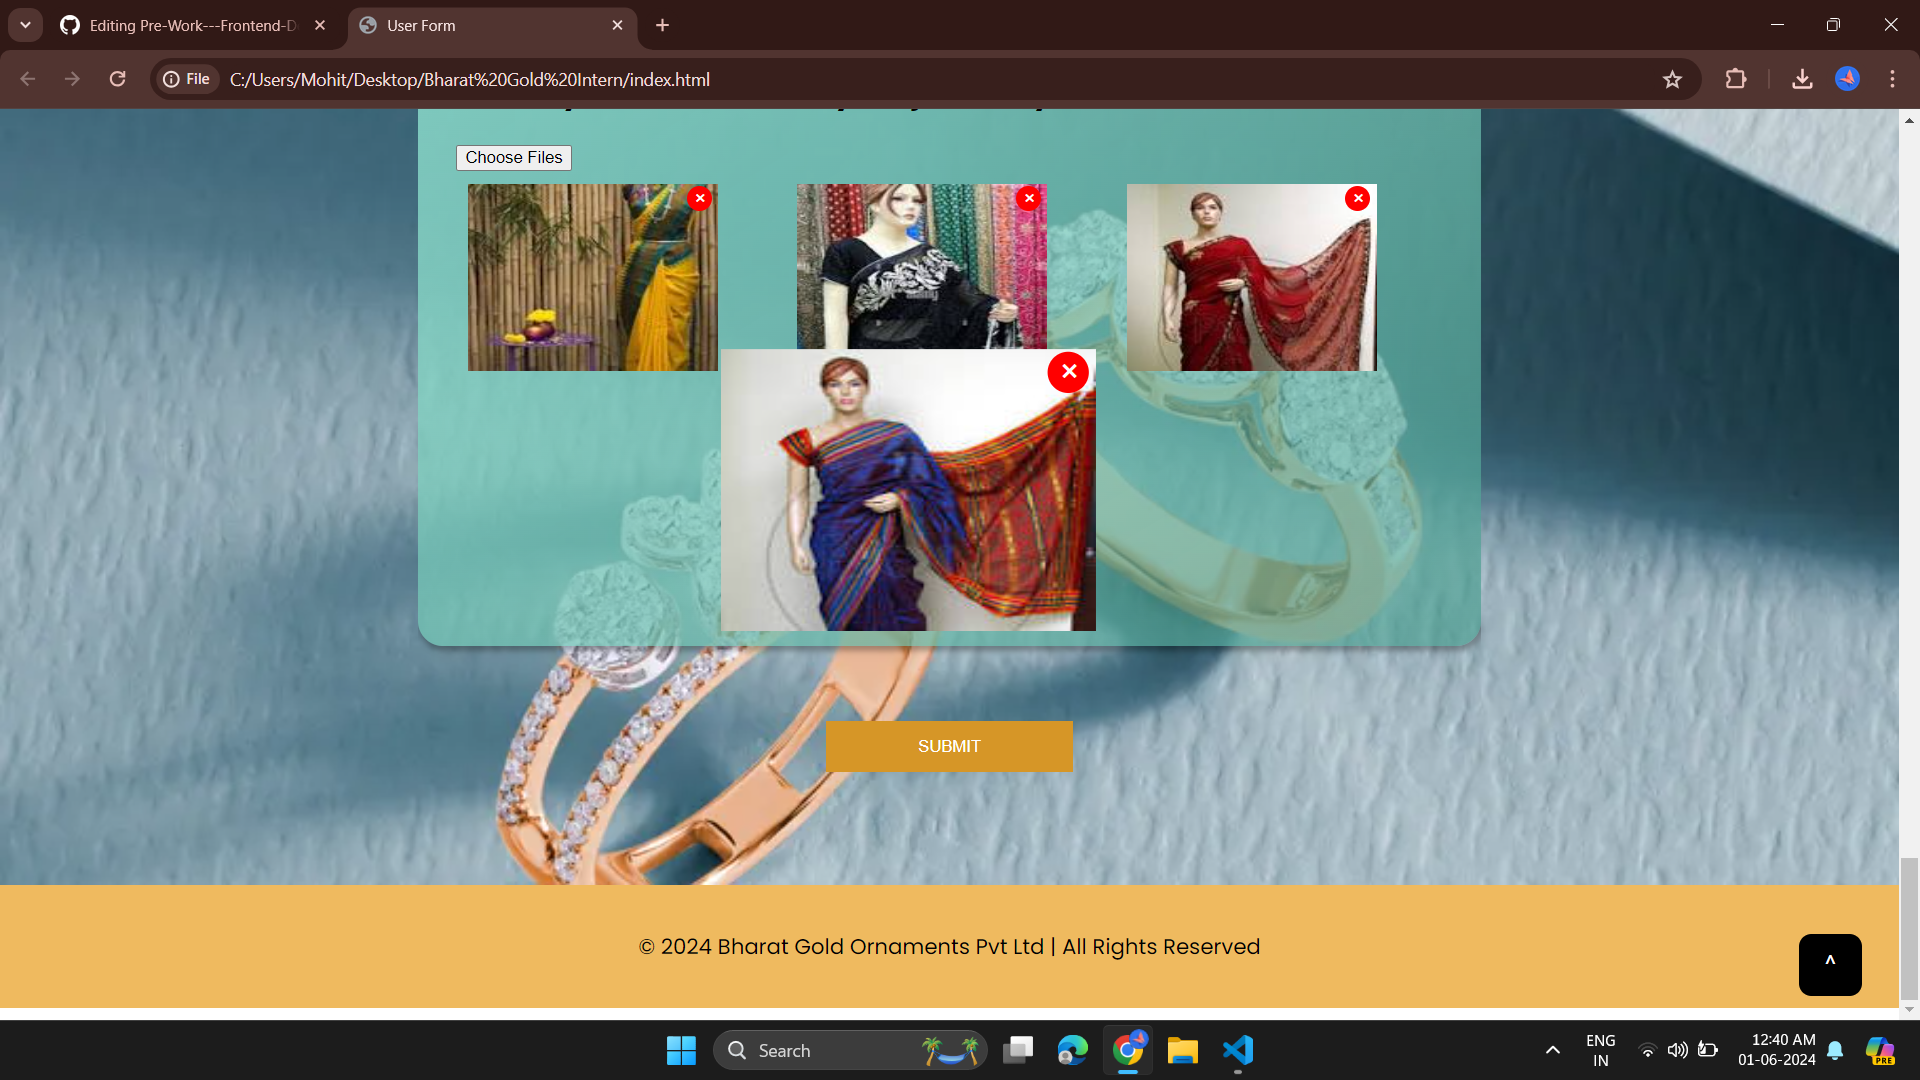 Editing Pre-Work---Frontend-D
User Form
File
C:/Users/Mohit/Desktop/Bharat%20Gold%20Intern/index.html
Choose Files
SUBMIT
© 2024 Bharat Gold Ornaments Pvt Ltd | All Rights Reserved
^
Search
ENG
IN
12:40 AM
01-06-2024
PRE